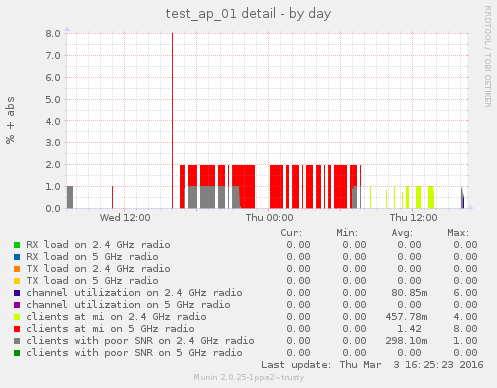 test_ap_01 detail - by day
RRDTOOL / TOBI OETIKER
% + abs
8.0
7.0
6.0
5.0
4.0
3.0
2.0
1.0
0.0
Wed 12:00 Thu 00:00 Thu 12:00
Cur: Min: Avg: Max:
RX load on 2.4 GHz radio 0.00 0.00 0.00 0.00
RX load on 5 GHz radio 0.00 0.00 0.00 0.00
TX load on 2.4 GHz radio 0.00 0.00 0.00 0.00
TX load on 5 GHz radio 0.00 0.00 0.00 0.00
channel utilization on 2.4 GHz radio 0.00 0.00 80.85m 6.00
channel utilization on 5 GHz radio 0.00 0.00 0.00 0.00
clients at mi on 2.4 GHz radio 0.00 0.00 457.78m 4.00
clients at mi on 5 GHz radio 0.00 0.00 1.42 8.00
clients with poor SNR on 2.4 GHz radio 0.00 0.00 298.10m 1.00
clients with poor SNR on 5 GHz radio 0.00 0.00 0.00 0.00
Last update: Thu Mar 3 16:25:23 2016
Munin 2.0.25-1ppa2~trusty